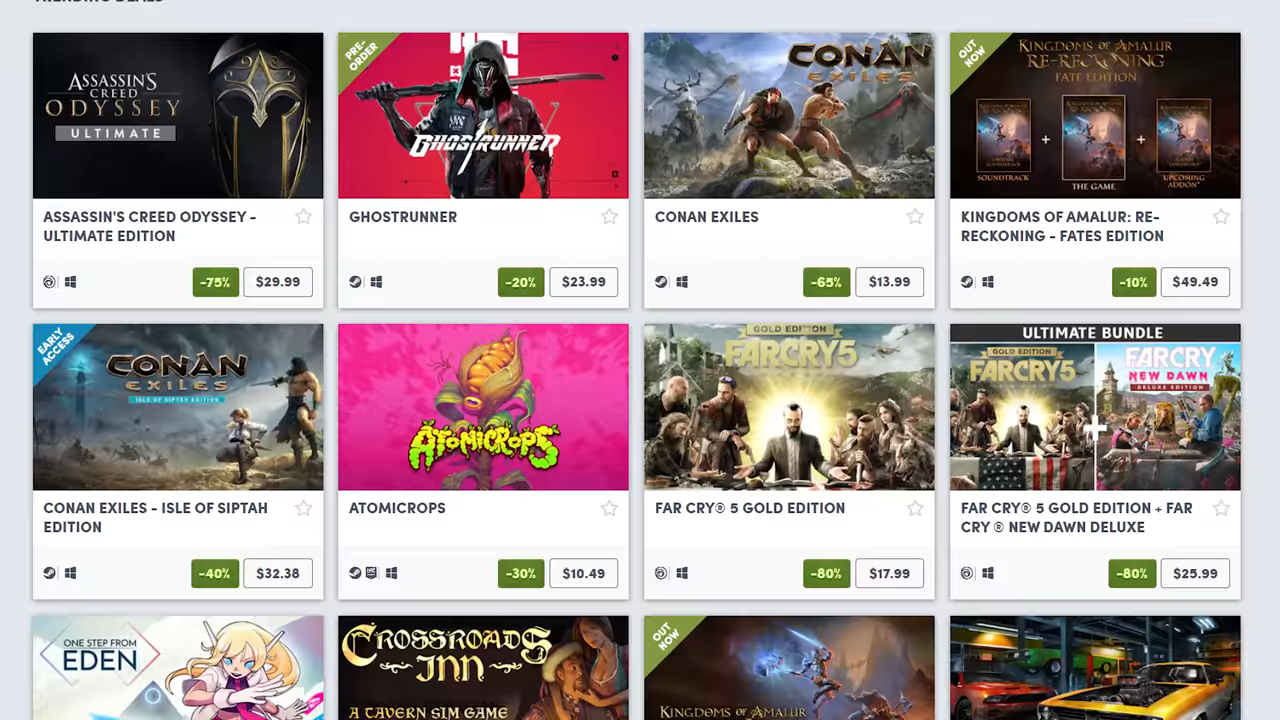 TRENDING DEALS
ASSASSIN'S
CREED
ODYSSEY
ULTIMATE
ASSASSIN'S CREED ODYSSEY -
ULTIMATE EDITION
-75%
$29.99
PRE-
ORDER
GHOSTRUNNER
GHOSTRUNNER
-20%
$23.99
CONAN
EXILES
CONAN EXILES
-65%
$13.99
OUT
NOW
KINGDOMS OF AMALUR
RE-RECKONING
FATE EDITION
+
+
SOUNDTRACK
THE GAME
UPCOMING
ADDON*
KINGDOMS OF AMALUR: RE-
RECKONING - FATES EDITION
-10%
$49.49
EARLY
ACCESS
CONAN
EXILES
ISLE OF SIPTAH EDITION
CONAN EXILES - ISLE OF SIPTAH
EDITION
-40%
$32.38
ATOMICROPS
ATOMICROPS
-30%
$10.49
GOLD EDITION
FARCRY5
FAR CRY® 5 GOLD EDITION
-80%
$17.99
ULTIMATE BUNDLE
GOLD EDITION
FARCRY5
+
FARCRY
NEW DAWN
DELUXE EDITION
FAR CRY® 5 GOLD EDITION + FAR
CRY ® NEW DAWN DELUXE
-80%
$25.99
ONE STEP FROM
EDEN
CROSSROADS
INN
A TAVERN SIM GAME
OUT
NOW
KINGDOMS OF AMALUR